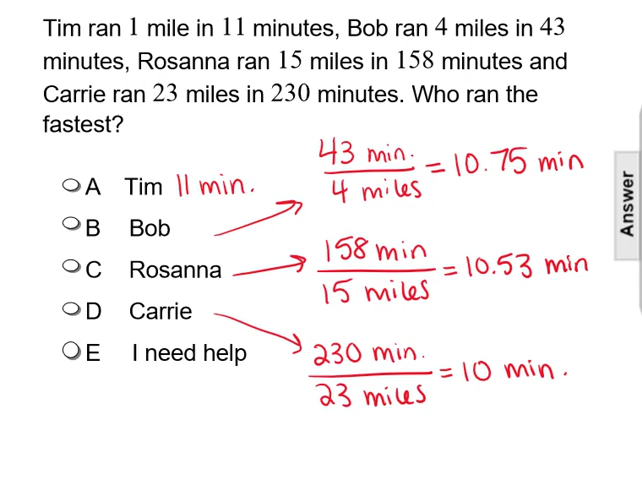 Tim ran 1 mile in 11 minutes, Bob ran 4 miles in 43
minutes, Rosanna ran 15 miles in 158 minutes and
Carrie ran 23 miles in 230 minutes. Who ran the
fastest?
A Tim 11 min.
43 min.
4 miles
= 10.75 min
B Bob
C Rosanna
158 min
15 miles
= 10.53 min
D Carrie
E I need help
230 min.
23 miles
= 10 min.
Answer